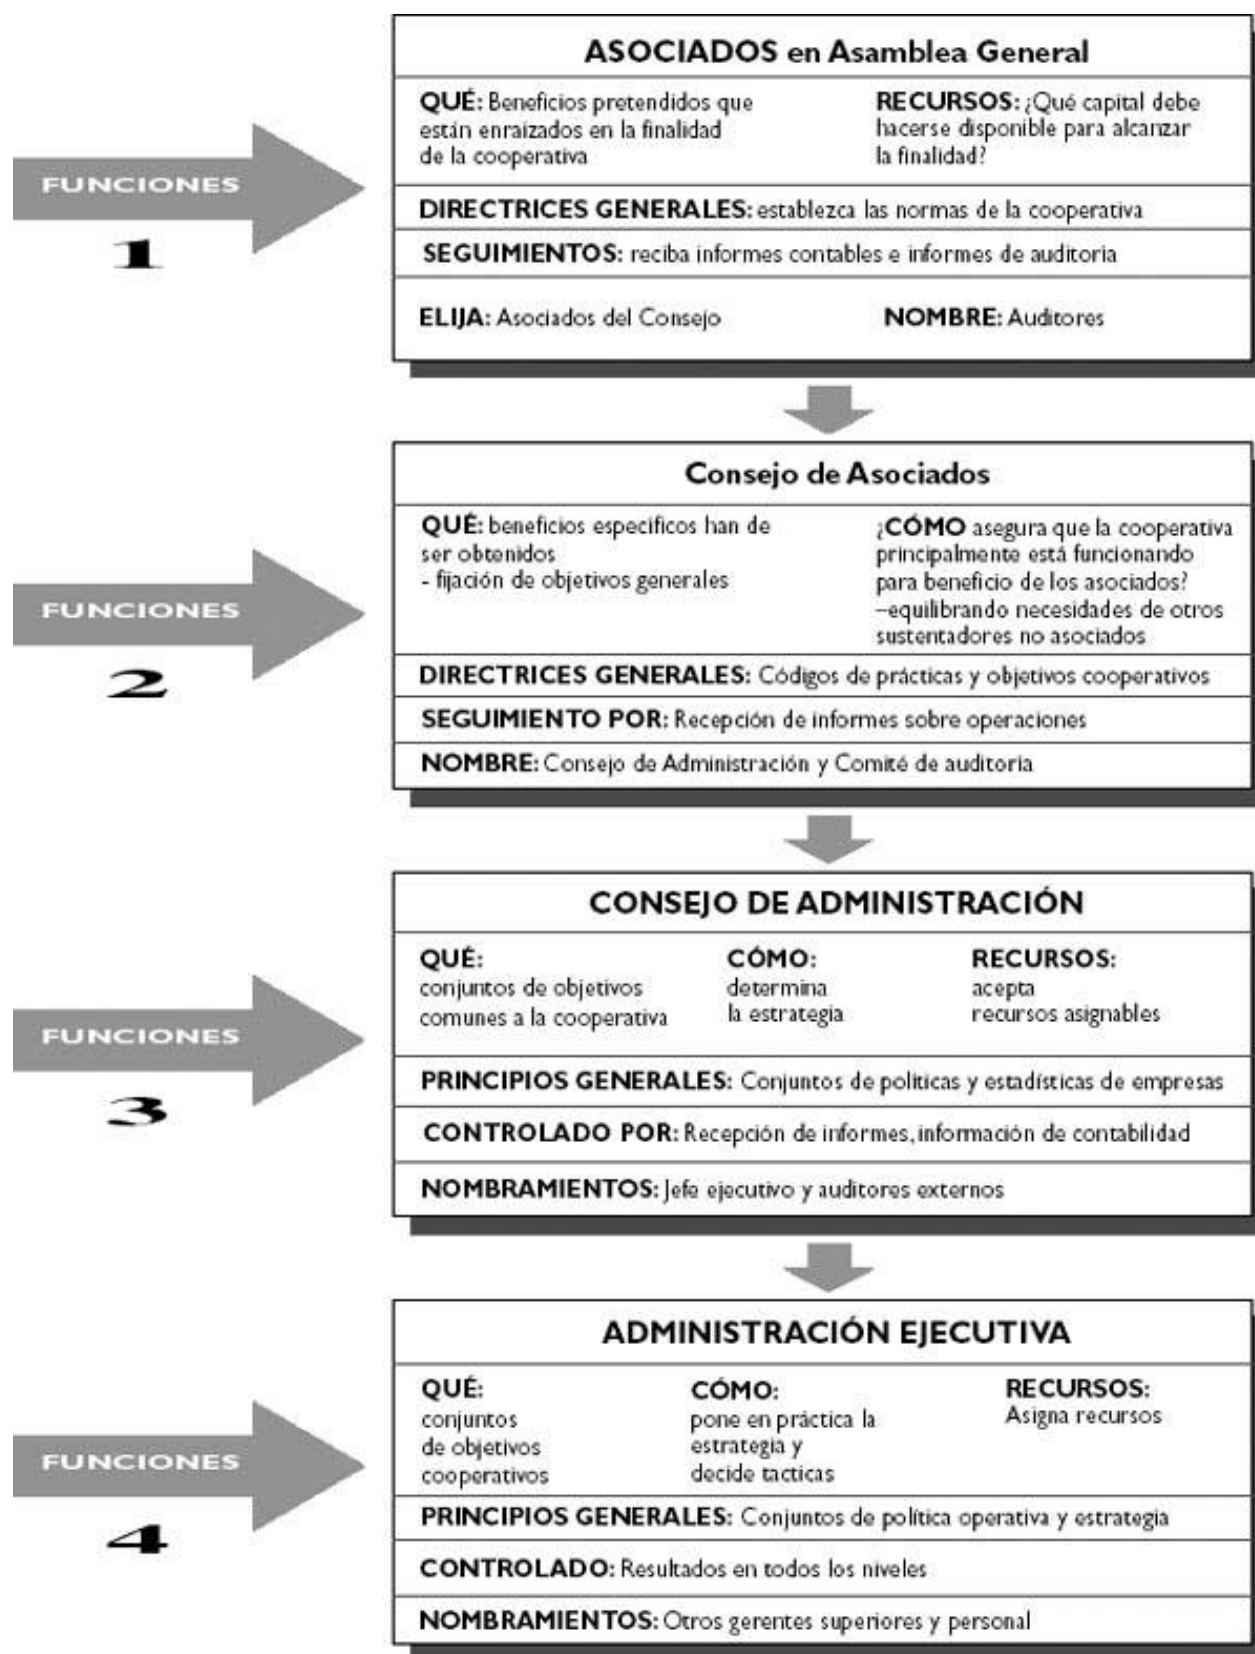 ASOCIADOS en Asamblea General
QUÉ: Beneficios pretendidos que
están enraizados en la finalidad
de la cooperativa
RECURSOS: ¿Qué capital debe
hacerse disponible para alcanzar
la finalidad?
FUNCIONES
1
DIRECTRICES GENERALES: establezca las normas de la cooperativa
SEGUIMIENTOS: reciba informes contables e informes de auditoria
ELIJA: Asociados del Consejo
NOMBRE: Auditores
Consejo de Asociados
QUÉ: beneficios específicos han de
ser obtenidos
- fijación de objetivos generales
¿CÓMO asegura que la cooperativa
principalmente está funcionando
para beneficio de los asociados?
–equilibrando necesidades de otros
sustentadores no asociados
FUNCIONES
2
DIRECTRICES GENERALES: Códigos de prácticas y objetivos cooperativos
SEGUIMIENTO POR: Recepción de informes sobre operaciones
NOMBRE: Consejo de Administración y Comité de auditoria
CONSEJO DE ADMINISTRACIÓN
QUÉ:
conjuntos de objetivos
comunes a la cooperativa
CÓMO:
determina
la estrategia
RECURSOS:
acepta
recursos asignables
FUNCIONES
3
PRINCIPIOS GENERALES: Conjuntos de políticas y estadísticas de empresas
CONTROLADO POR: Recepción de informes, información de contabilidad
NOMBRAMIENTOS: Jefe ejecutivo y auditores externos
ADMINISTRACIÓN EJECUTIVA
QUÉ:
conjuntos
de objetivos
cooperativos
CÓMO:
pone en práctica la
estrategia y
decide tacticas
RECURSOS:
Asigna recursos
FUNCIONES
4
PRINCIPIOS GENERALES: Conjuntos de política operativa y estrategia
CONTROLADO: Resultados en todos los niveles
NOMBRAMIENTOS: Otros gerentes superiores y personal